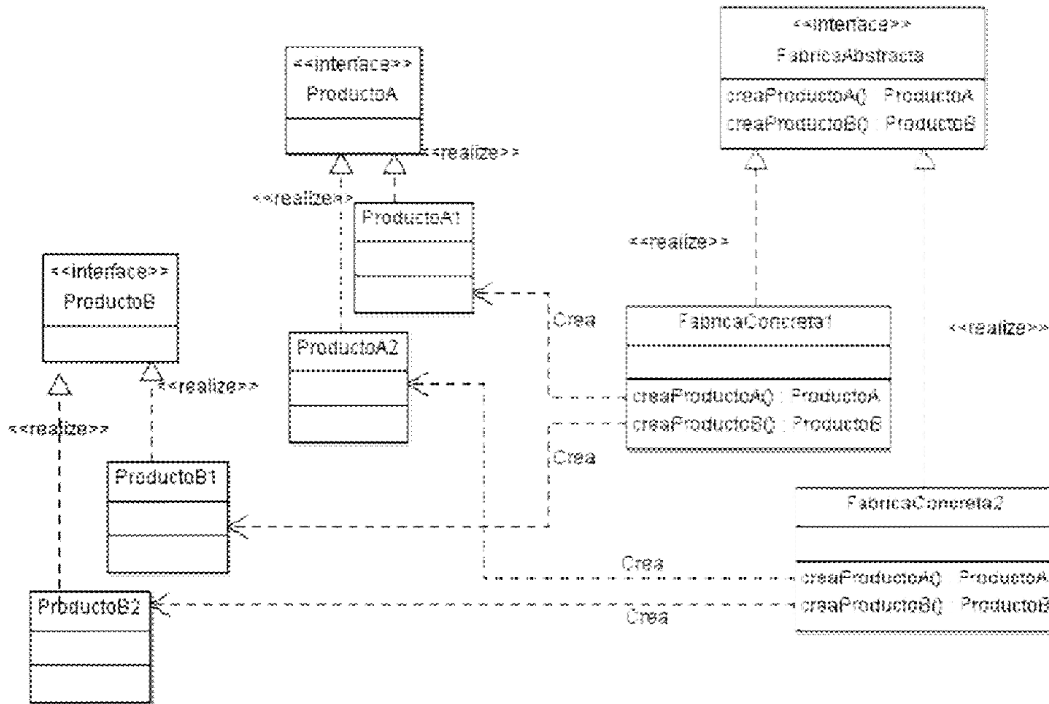 <<interface>>
FabricaAbstracta
creaProductoA() : ProductoA
creaProductoB() : ProductoB
<<interface>>
ProductoA
<<realize>>
<<realize>>
ProductoA1
<<realize>>
<<interface>>
ProductoB
Crea
FabricaConcreta1
<<realize>>
ProductoA2
<<realize>>
creaProductoA() : ProductoA
creaProductoB() : ProductoB
<<realize>>
Crea
ProductoB1
FabricaConcreta2
Crea
creaProductoA() : ProductoA
creaProductoB() : ProductoB
ProductoB2
Crea